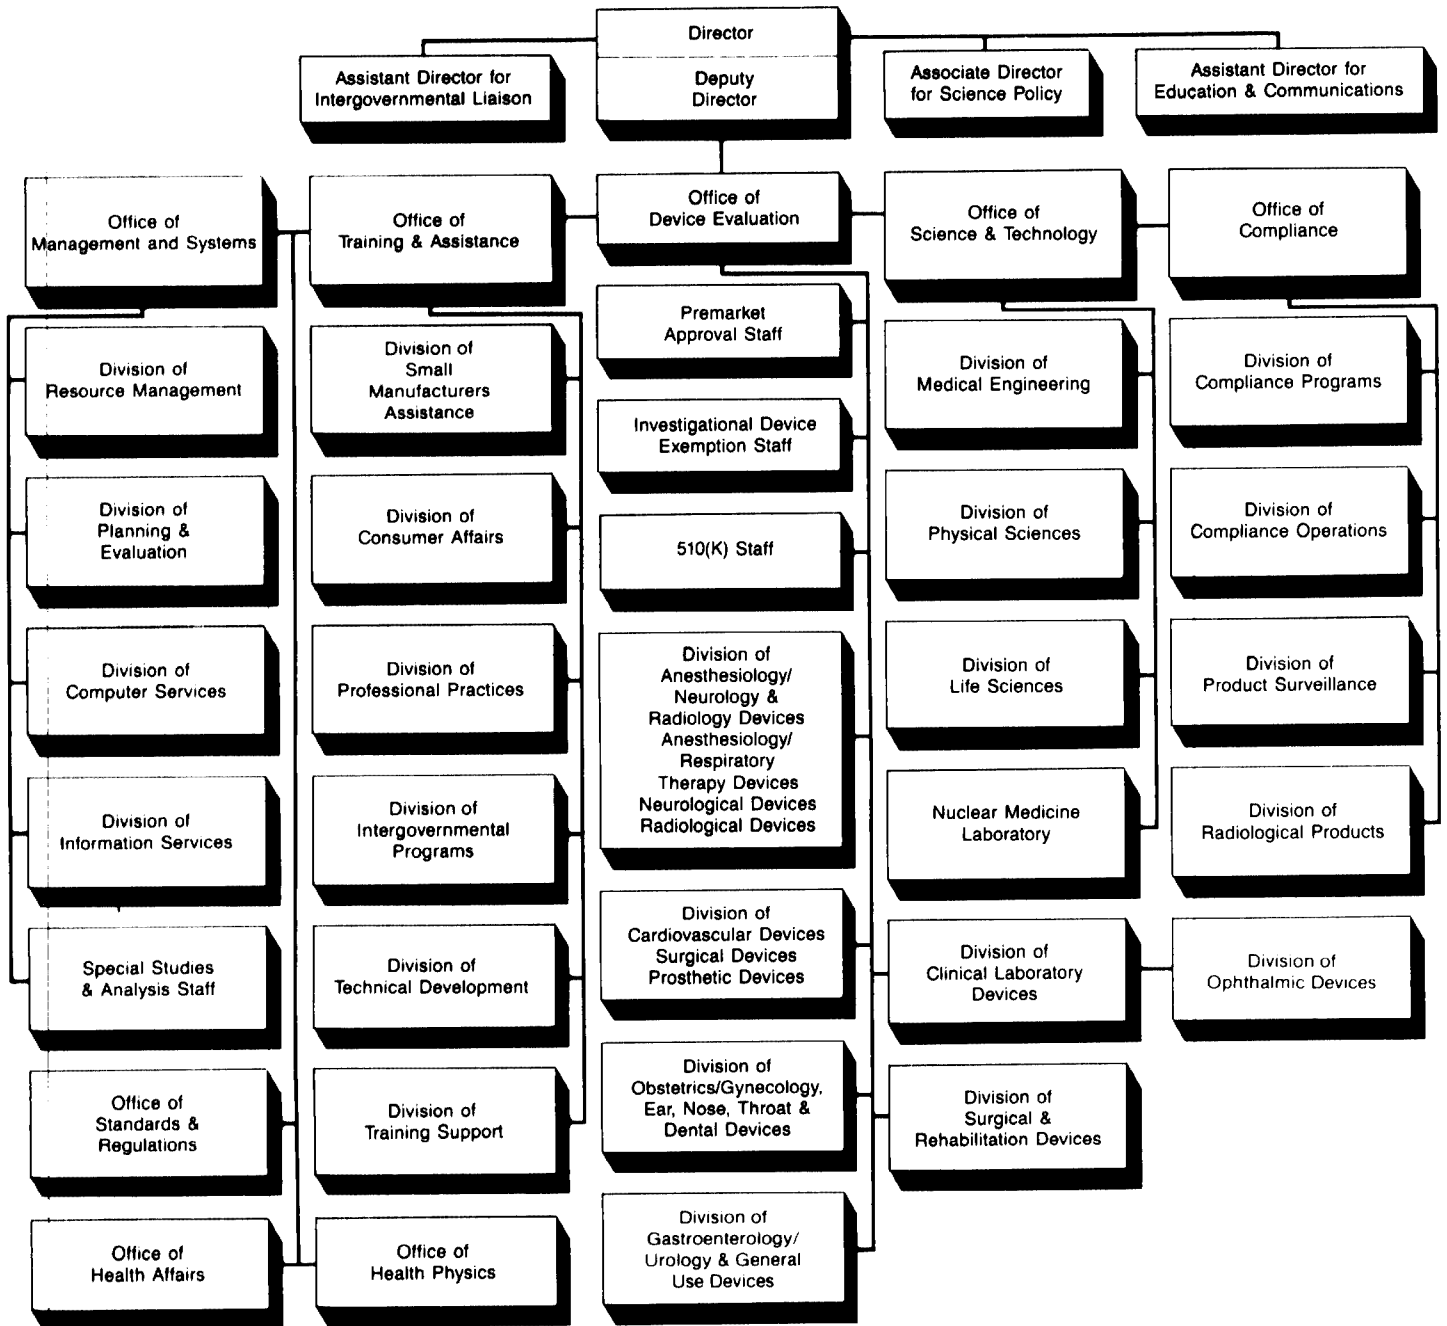 Director
Deputy
Director
Assistant Director for
Intergovernmental Liaison
Associate Director
for Science Policy
Assistant Director for
Education & Communications
Office of
Management and Systems
Office of
Training & Assistance
Office of
Device Evaluation
Office of
Science & Technology
Office of
Compliance
Division of
Resource Management
Division of
Planning &
Evaluation
Division of
Computer Services
Division of
Information Services
Special Studies
& Analysis Staff
Office of
Standards &
Regulations
Office of
Health Affairs
Division of
Small
Manufacturers
Assistance
Division of
Consumer Affairs
Division of
Professional Practices
Division of
Intergovernmental
Programs
Division of
Technical Development
Division of
Training Support
Office of
Health Physics
Premarket
Approval Staff
Investigational Device
Exemption Staff
510(K) Staff
Division of
Anesthesiology/
Neurology &
Radiology Devices
Anesthesiology/
Respiratory
Therapy Devices
Neurological Devices
Radiological Devices
Division of
Cardiovascular Devices
Surgical Devices
Prosthetic Devices
Division of
Obstetrics/Gynecology,
Ear, Nose, Throat &
Dental Devices
Division of
Gastroenterology/
Urology & General
Use Devices
Division of
Medical Engineering
Division of
Physical Sciences
Division of
Life Sciences
Nuclear Medicine
Laboratory
Division of
Clinical Laboratory
Devices
Division of
Surgical &
Rehabilitation Devices
Division of
Compliance Programs
Division of
Compliance Operations
Division of
Product Surveillance
Division of
Radiological Products
Division of
Ophthalmic Devices